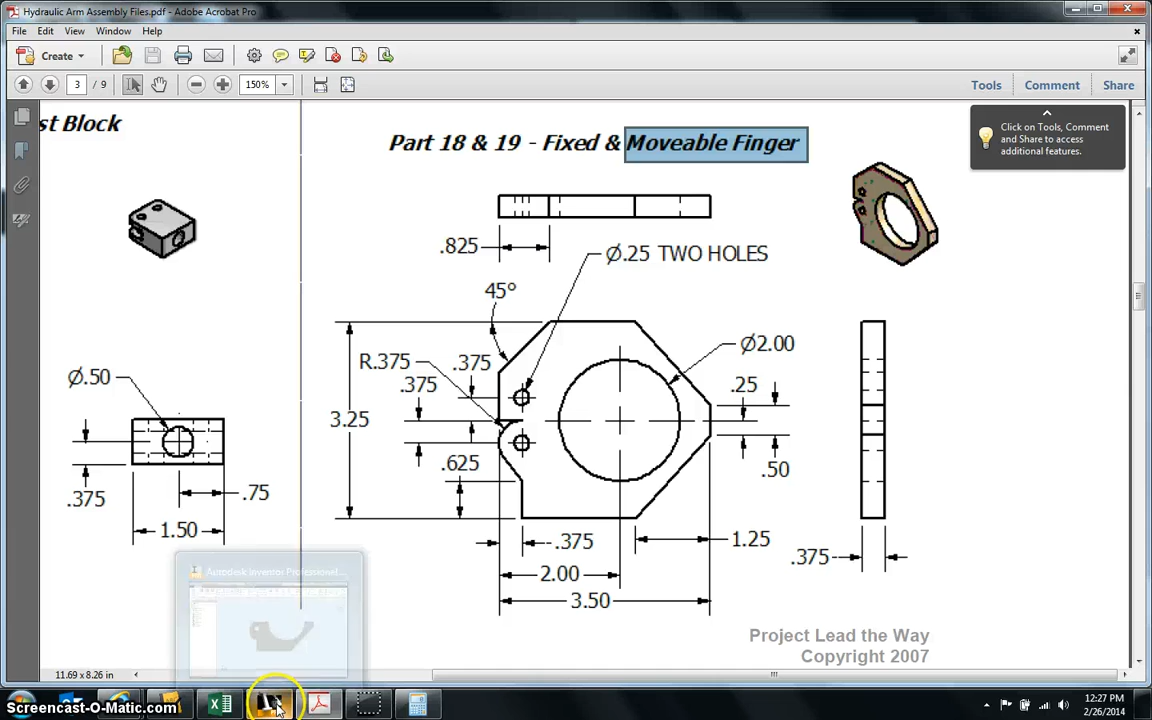 Hydraulic Arm Assembly Files.pdf - Adobe Acrobat Pro
File Edit View Window Help
Create
3 / 9 150% Tools Comment Share
Click on Tools, Comment
and Share to access
additional features.
st Block
Part 18 & 19 - Fixed & Moveable Finger
.825
Ø.25 TWO HOLES
45°
R.375
.375
.375
Ø2.00
.25
3.25
.625
.50
Ø.50
.375
.75
1.50
.375
1.25
.375
2.00
3.50
Autodesk Inventor Professional...
Project Lead the Way
Copyright 2007
11.69 x 8.26 in
Screencast-O-Matic.com
12:27 PM
2/26/2014